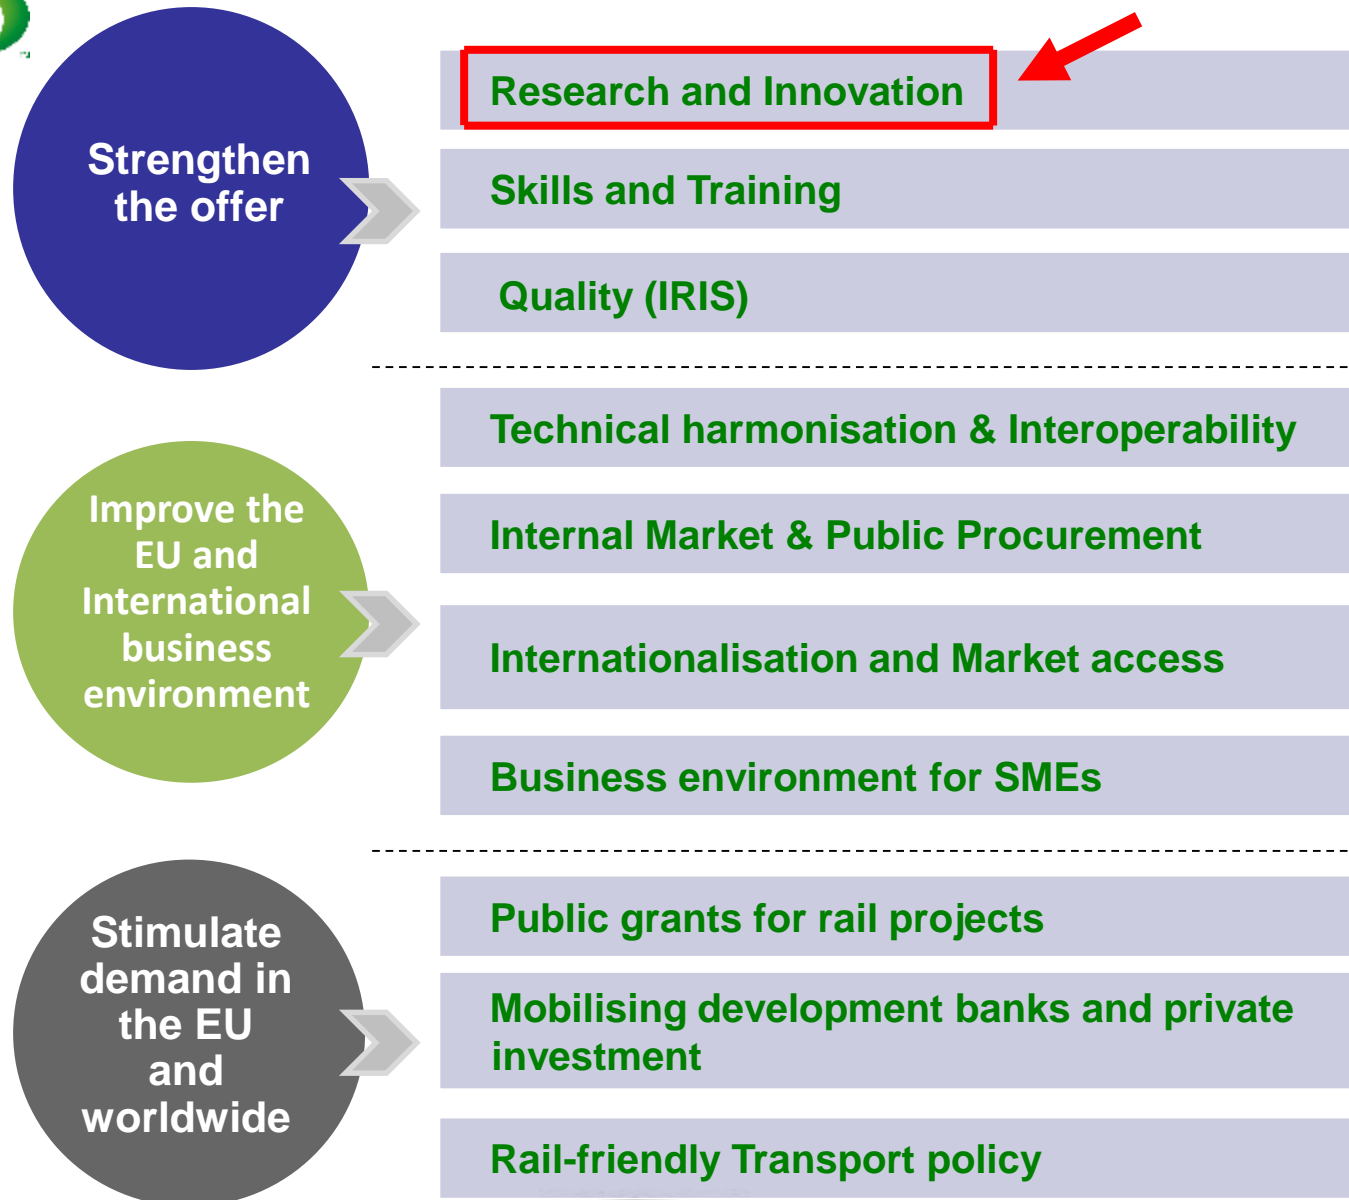 Strengthen
the offer
Research and Innovation
Skills and Training
Quality (IRIS)
Improve the
EU and
International
business
environment
Technical harmonisation & Interoperability
Internal Market & Public Procurement
Internationalisation and Market access
Business environment for SMEs
Stimulate
demand in
the EU
and
worldwide
Public grants for rail projects
Mobilising development banks and private
investment
Rail-friendly Transport policy